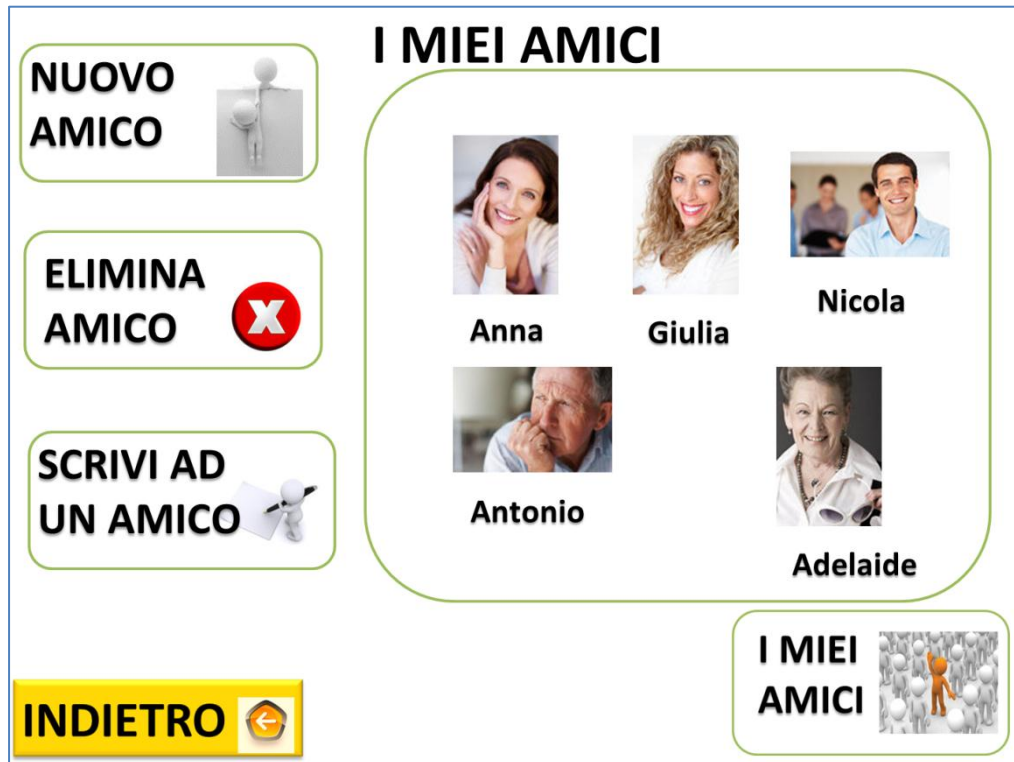 I MIEI AMICI
NUOVO
AMICO
ELIMINA
AMICO
SCRIVI AD
UN AMICO
Anna
Giulia
Nicola
Antonio
Adelaide
I MIEI
AMICI
INDIETRO